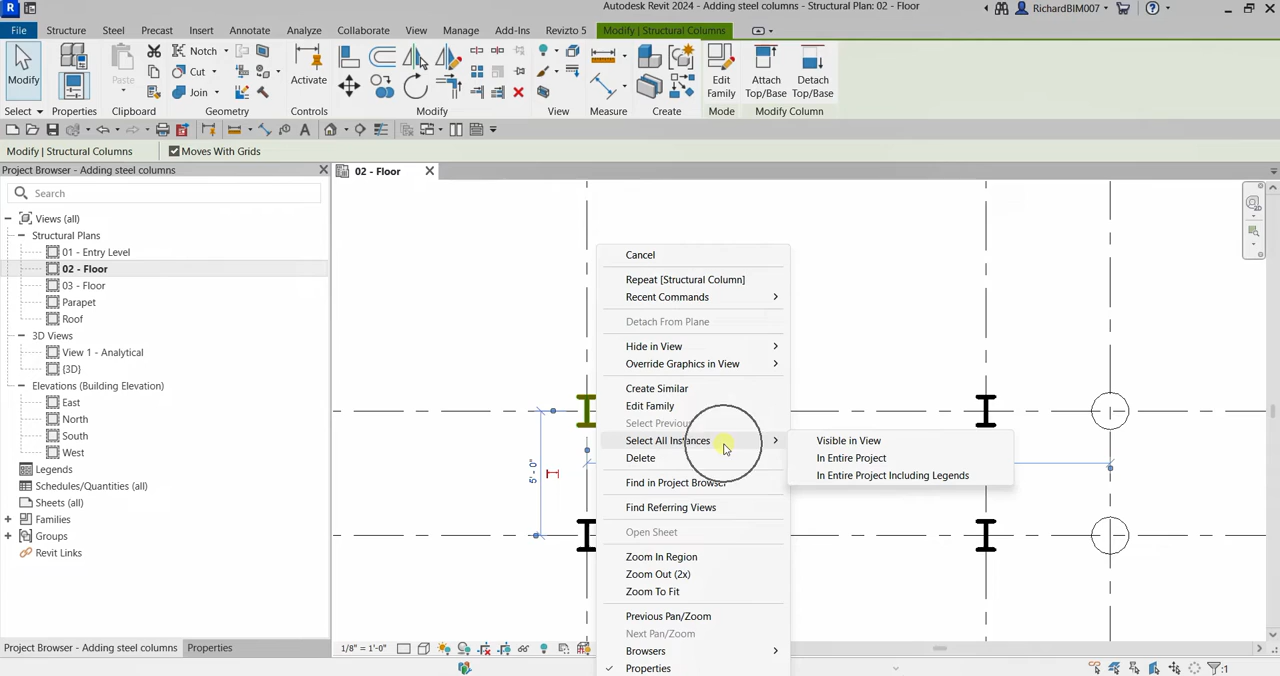 R
Autodesk Revit 2024 - Adding steel columns - Structural Plan: 02 - Floor
RichardBIM007
File
Structure
Steel
Precast
Insert
Annotate
Analyze
Collaborate
View
Manage
Add-Ins
Revizto 5
Modify | Structural Columns
Modify
Paste
Notch
Cut
Join
Activate
Edit
Family
Attach
Top/Base
Detach
Top/Base
Select
Properties
Clipboard
Geometry
Controls
Modify
View
Measure
Create
Mode
Modify Column
A
Modify | Structural Columns
Moves With Grids
Project Browser - Adding steel columns
02 - Floor
Search
Views (all)
Structural Plans
01 - Entry Level
02 - Floor
03 - Floor
Parapet
Roof
3D Views
View 1 - Analytical
{3D}
Elevations (Building Elevation)
East
North
South
West
Legends
Schedules/Quantities (all)
Sheets (all)
Families
Groups
Revit Links
Project Browser - Adding steel columns
Properties
2D
5' - 0"
Cancel
Repeat [Structural Column]
Recent Commands
Detach From Plane
Hide in View
Override Graphics in View
Create Similar
Edit Family
Select Previous
Select All Instances
Delete
Find in Project Browser
Find Referring Views
Open Sheet
Zoom In Region
Zoom Out (2x)
Zoom To Fit
Previous Pan/Zoom
Next Pan/Zoom
Browsers
Properties
Visible in View
In Entire Project
In Entire Project Including Legends
1/8" = 1'-0"
:1